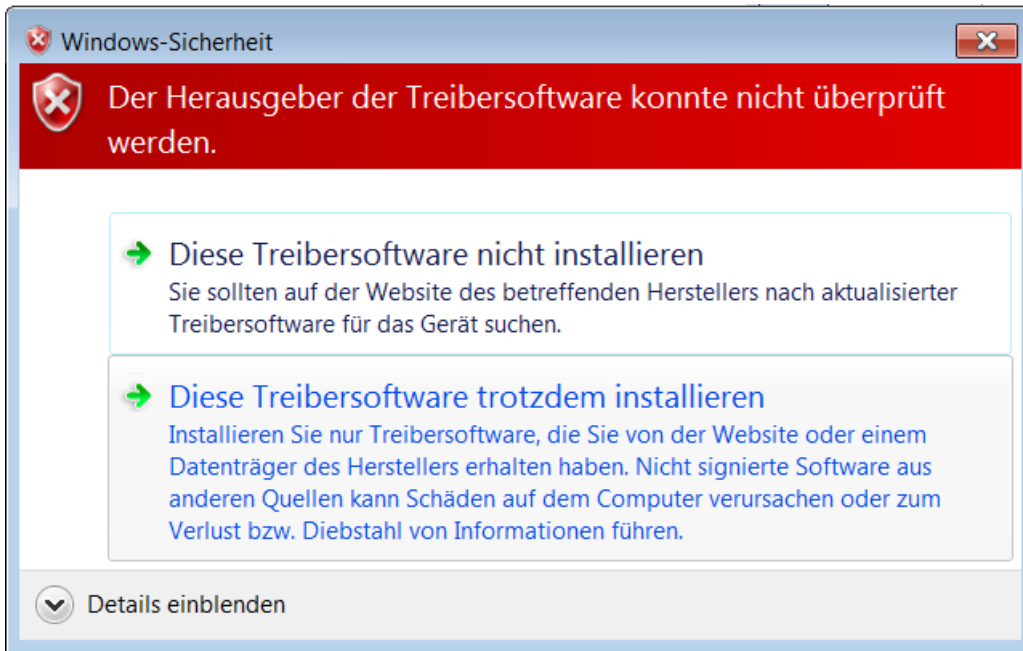 Windows-Sicherheit
Der Herausgeber der Treibersoftware konnte nicht überprüft
werden.
Diese Treibersoftware nicht installieren
Sie sollten auf der Website des betreffenden Herstellers nach aktualisierter
Treibersoftware für das Gerät suchen.
Diese Treibersoftware trotzdem installieren
Installieren Sie nur Treibersoftware, die Sie von der Website oder einem
Datenträger des Herstellers erhalten haben. Nicht signierte Software aus
anderen Quellen kann Schäden auf dem Computer verursachen oder zum
Verlust bzw. Diebstahl von Informationen führen.
Details einblenden